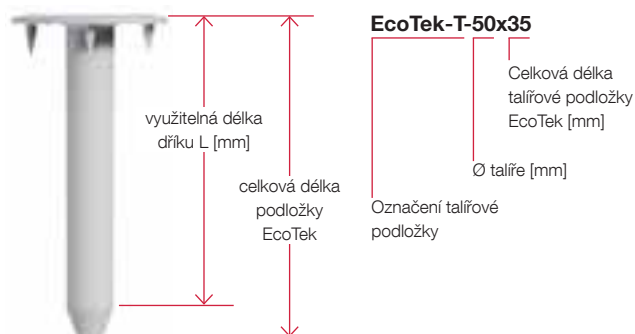 EcoTek-T-50x35
Celková délka
talířové podložky
EcoTek [mm]
Ø talíře [mm]
Označení talířové
podložky
využitelná délka
dříku L [mm]
celková délka
podložky
EcoTek